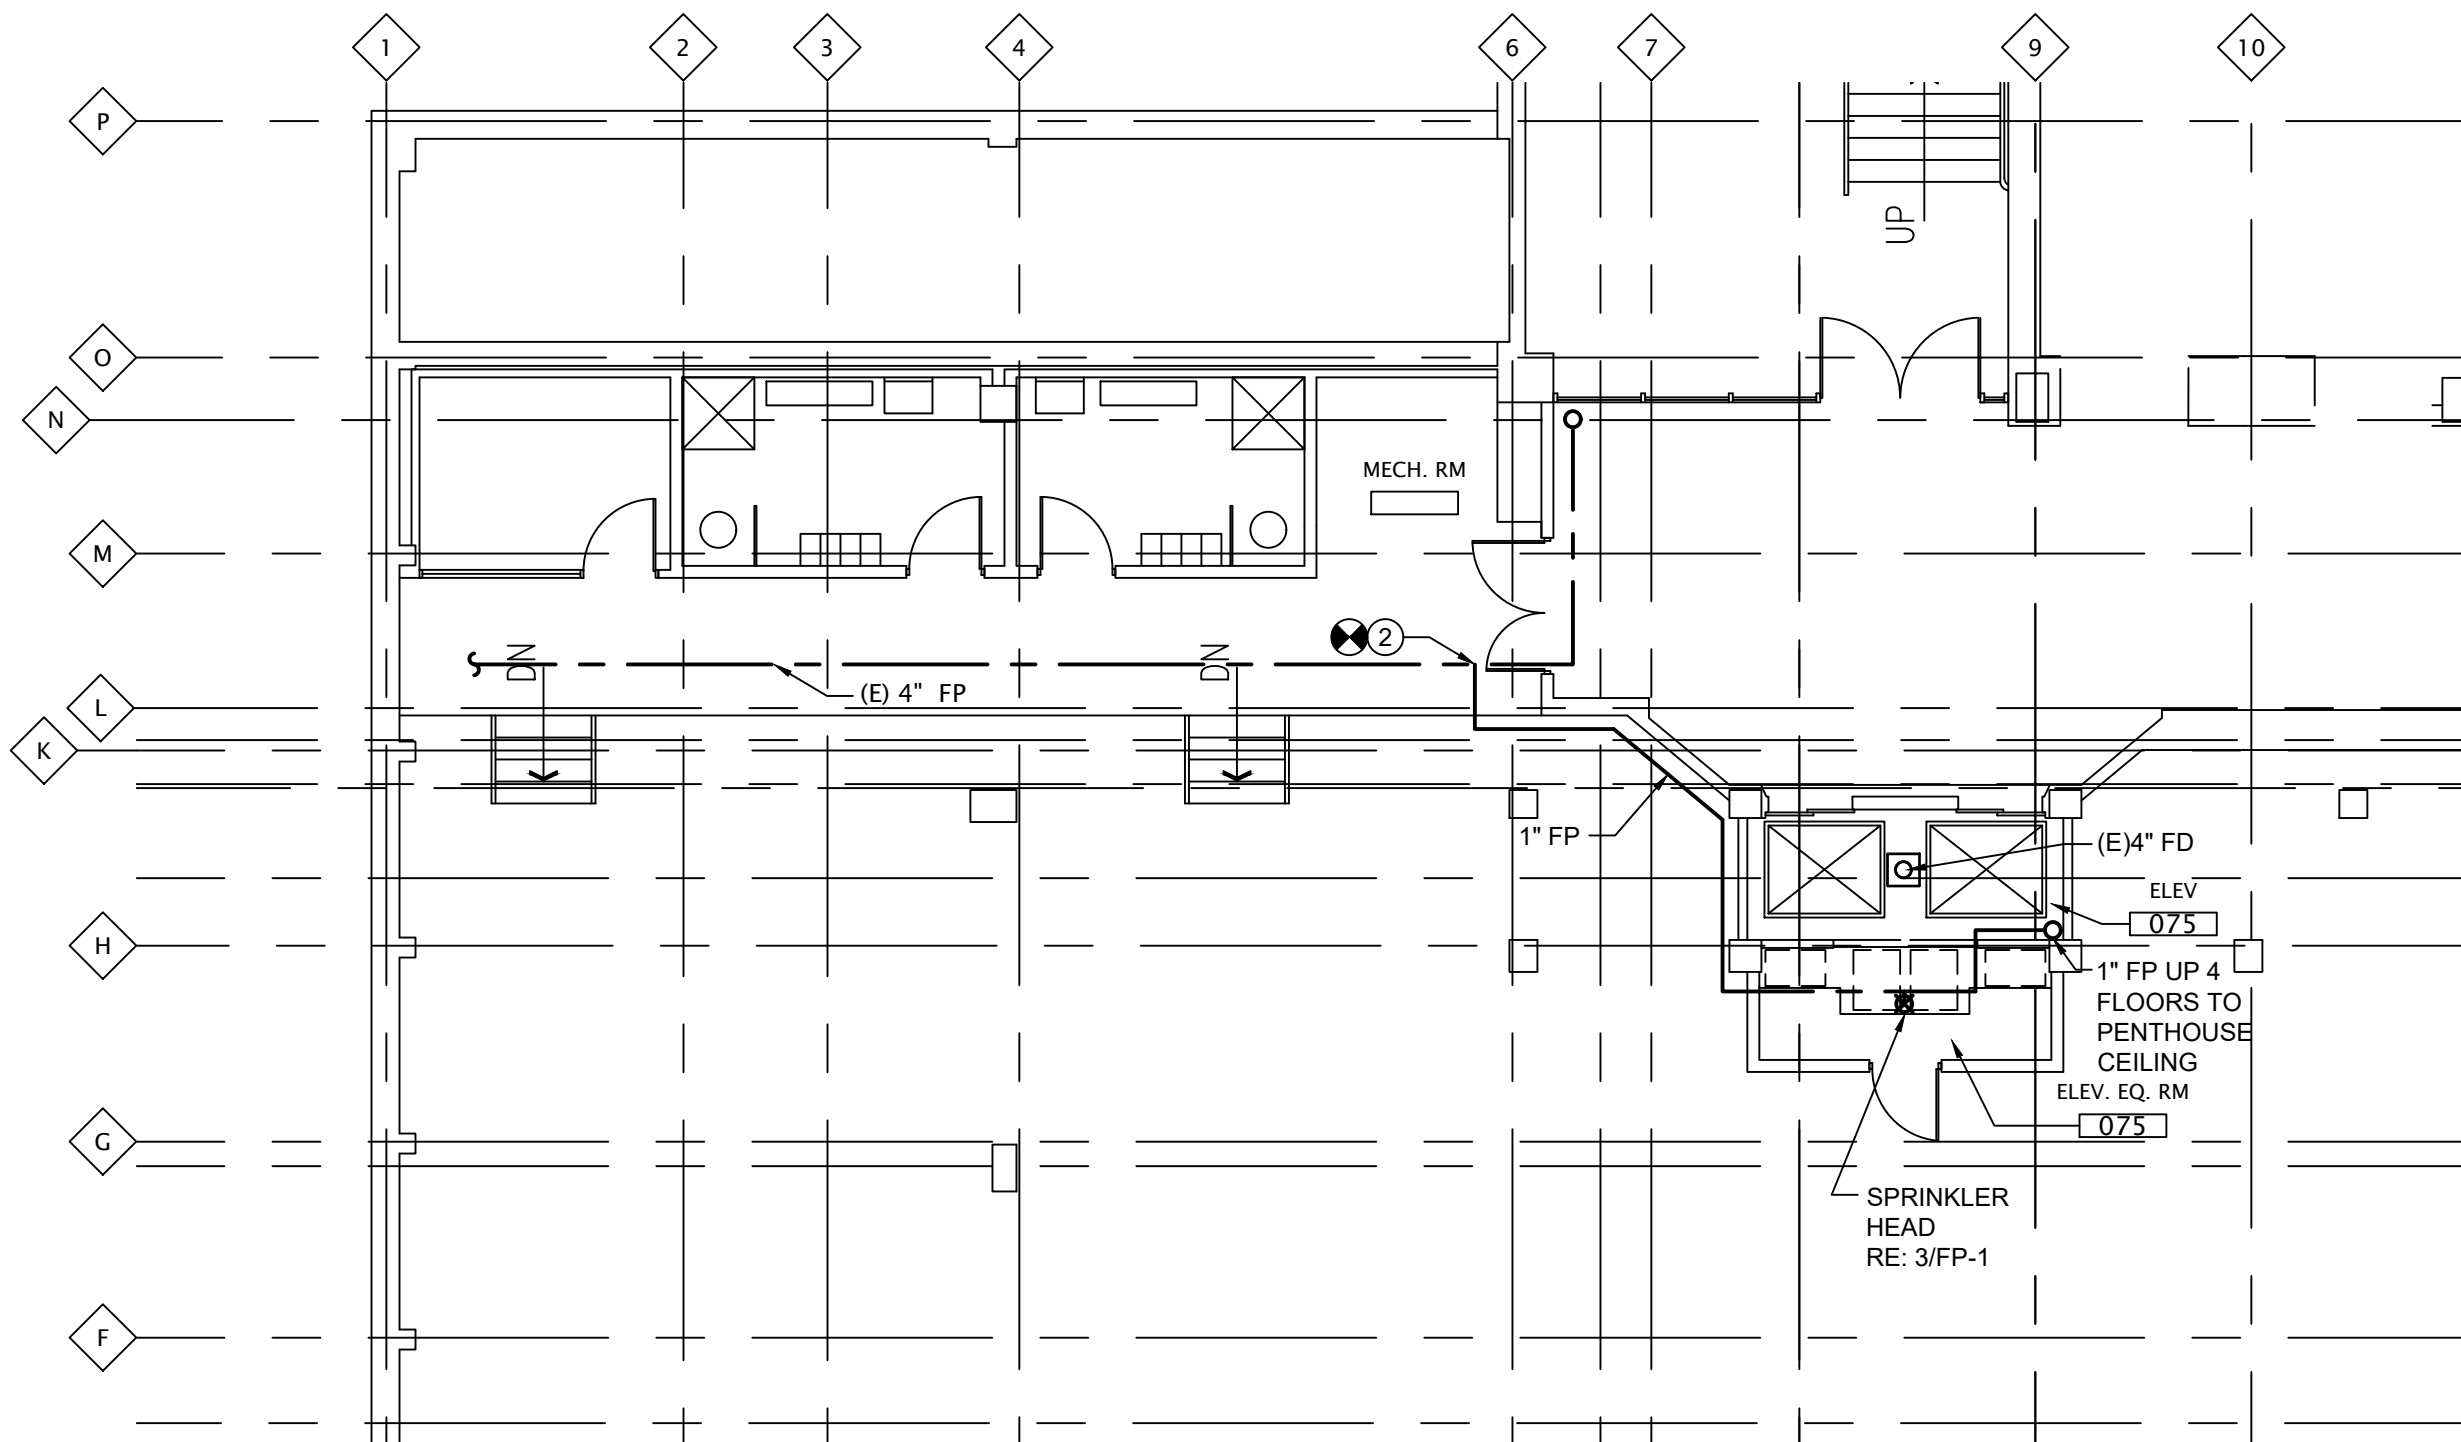 1
2
3
4
6
7
9
10
P
O
N
M
L
K
H
G
F
UP
MECH. RM
2
DN
DN
(E) 4" FP
1" FP
(E)4" FD
ELEV
075
1" FP UP 4
FLOORS TO
PENTHOUSE
CEILING
ELEV. EQ. RM
075
SPRINKLER
HEAD
RE: 3/FP-1